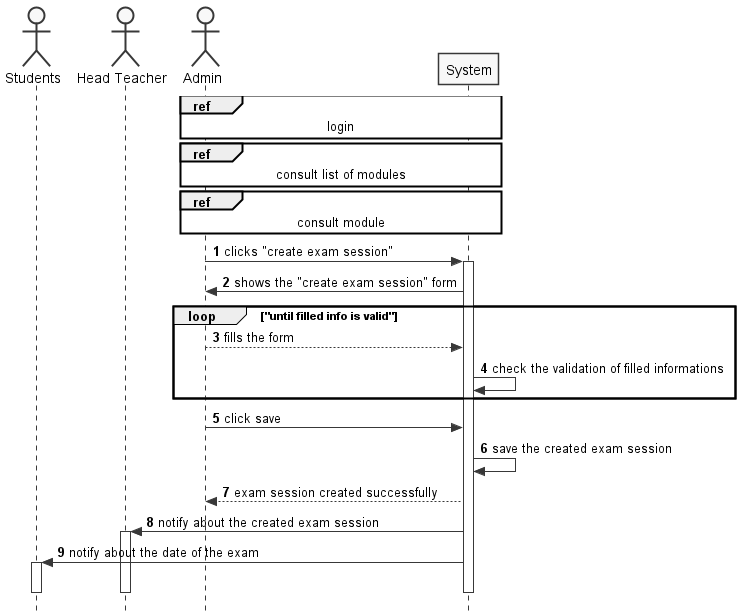 Students
Head Teacher
Admin
System
ref
login
ref
consult list of modules
ref
consult module
1 clicks "create exam session"
2 shows the "create exam session" form
loop ["until filled info is valid"]
3 fills the form
4 check the validation of filled informations
5 click save
6 save the created exam session
7 exam session created successfully
8 notify about the created exam session
9 notify about the date of the exam